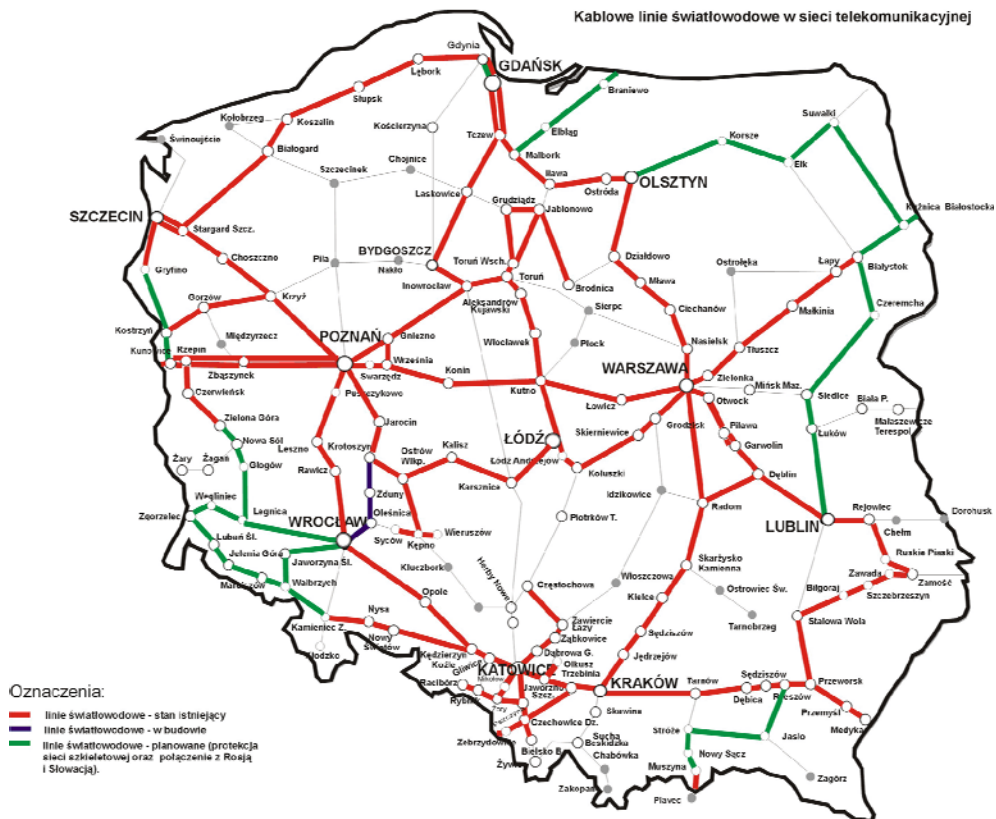 Kablowe linie światłowodowe w sieci telekomunikacyjnej
Gdynia
GDAŃSK
Lębork
Słupsk
Braniewo
Kołobrzeg
Koszalin
Kościerzyna
Tczew
Elbląg
Suwałki
Świnoujście
Białogard
Korsze
Chojnice
Malbork
Szczecinek
Iława
Ełk
Laskowice
Ostróda
OLSZTYN
Grudziądz
Jabłonowo
SZCZECIN
Kuźnica Białostocka
Stargard Szcz.
BYDGOSZCZ
Choszczno
Piła
Nakło
Toruń Wsch.
Działdowo
Ostrołęka
Łapy
Białystok
Gryfino
Inowrocław
Toruń
Mława
Krzyż
Aleksandrów
Kujawski
Brodnica
Gorzów
Sierpc
Ciechanów
Małkinia
Czeremcha
Kostrzyń
POZNAŃ
Gniezno
Międzyrzecz
Włocławek
Płock
Nasielsk
Tłuszcz
Kunowice
Rzepin
Września
WARSZAWA
Zielonka
Zbąszynek
Swarzędz
Konin
Mińsk Maz.
Kutno
Otwock
Siedlce
Czerwieńsk
Łowicz
Biała P.
Małaszewicze
Terespol
Jarocin
Grodzisk
Zielona Góra
Pilawa
Łuków
Nowa Sól
Krotoszyn
Kalisz
ŁÓDŹ
Skierniewice
Garwolin
Leszno
Ostrów
Wlkp.
Łódź Andrzejów
Żary
Żagań
Głogów
Rawicz
Koluszki
Dęblin
Karsznice
Zduny
Idzikowice
Węgliniec
Legnica
Oleśnica
Radom
Rejowiec
Dorohusk
Zgorzelec
WROCŁAW
Piotrków T.
LUBLIN
Syców
Wieruszów
Chełm
Lubań Śl.
Kępno
Jelenia Góra
Jaworzyna Śl.
Ruskie Piaski
Kluczbork
Herby Nowe
Skarżysko
Kamienna
Zawada
Zamość
Częstochowa
Włoszczowa
Wałbrzych
Ostrowiec Św.
Biłgoraj
Szczebrzeszyn
Opole
Kielce
Nysa
Zawiercie
Łazy
Tarnobrzeg
Stalowa Wola
Kamieniec Z.
Nowy
Świętów
Ząbkowice
Sędziszów
Kłodzko
Kędzierzyn
Koźle
Gliwice
Dąbrowa G.
Jędrzejów
KATOWICE
Olkusz
Trzebinia
Sędziszów
Racibórz
Mikołów
Jaworzno
Szcz.
KRAKÓW
Tarnów
Dębica
Rzeszów
Przeworsk
Rybnik
Żory
Skawina
Przemyśl
Medyka
Czechowice Dz.
Stróże
Jasło
Zebrzydowice
Bielsko B.
Sucha
Beskidzka
Nowy Sącz
Chabówka
Muszyna
Zagórz
Zakopane
Plavec
Oznaczenia:
linie światłowodowe - stan istniejący
linie światłowodowe - w budowie
linie światłowodowe - planowane (protekcja
sieci szkieletowej oraz połączenie z Rosją
i Słowacją).